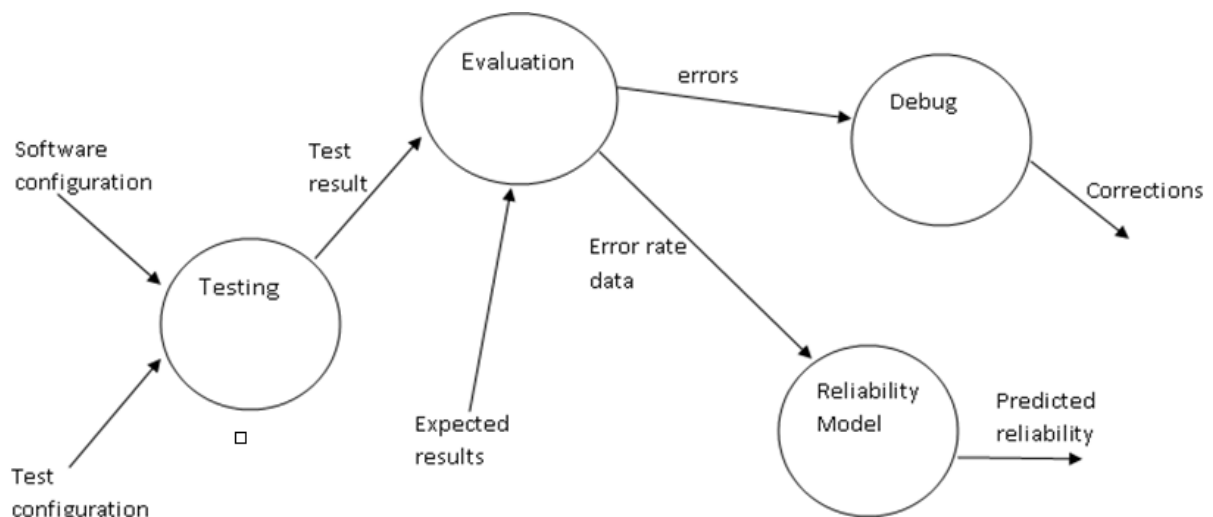 Evaluation
errors
Debug
Software
configuration
Test
result
Corrections
Error rate
data
Testing
Expected
results
Reliability
Model
Predicted
reliability
Test
configuration